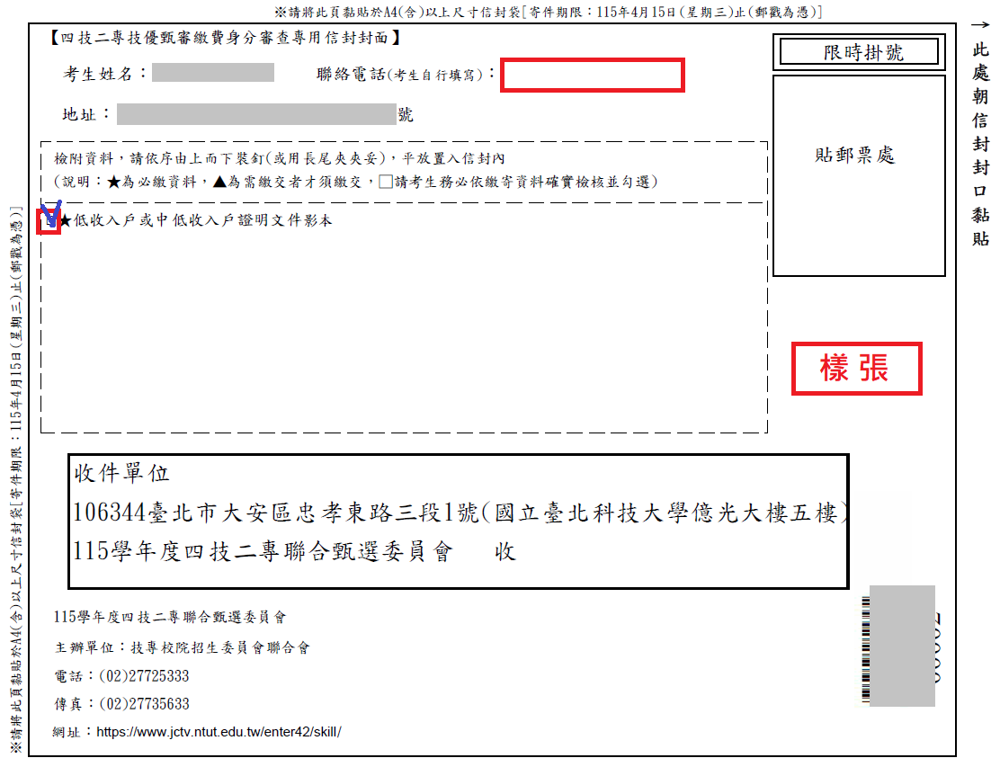 ※請將此頁黏貼於A4(含)以上尺寸信封袋[寄件期限：115年4月15日(星期三)止(郵戳為憑)]
【四技二專技優甄審繳費身分審查專用信封封面】
限時掛號
考生姓名：
聯絡電話(考生自行填寫)：
地址：
號
貼郵票處
→此處朝信封封口黏貼
檢附資料，請依序由上而下裝釘(或用長尾夾夾妥)，平放置入信封內
(說明：★為必繳資料，▲為需繳交者才須繳交，□請考生務必依繳寄資料確實檢核並勾選)
★低收入戶或中低收入戶證明文件影本
※請將此頁黏貼於A4(含)以上尺寸信封袋[寄件期限：115年4月15日(星期三)止(郵戳為憑)]
樣張
收件單位
106344臺北市大安區忠孝東路三段1號(國立臺北科技大學億光大樓五樓)
115學年度四技二專聯合甄選委員會　收
115學年度四技二專聯合甄選委員會
主辦單位：技專校院招生委員會聯合會
電話：(02)27725333
傳真：(02)27735633
網址：https://www.jctv.ntut.edu.tw/enter42/skill/